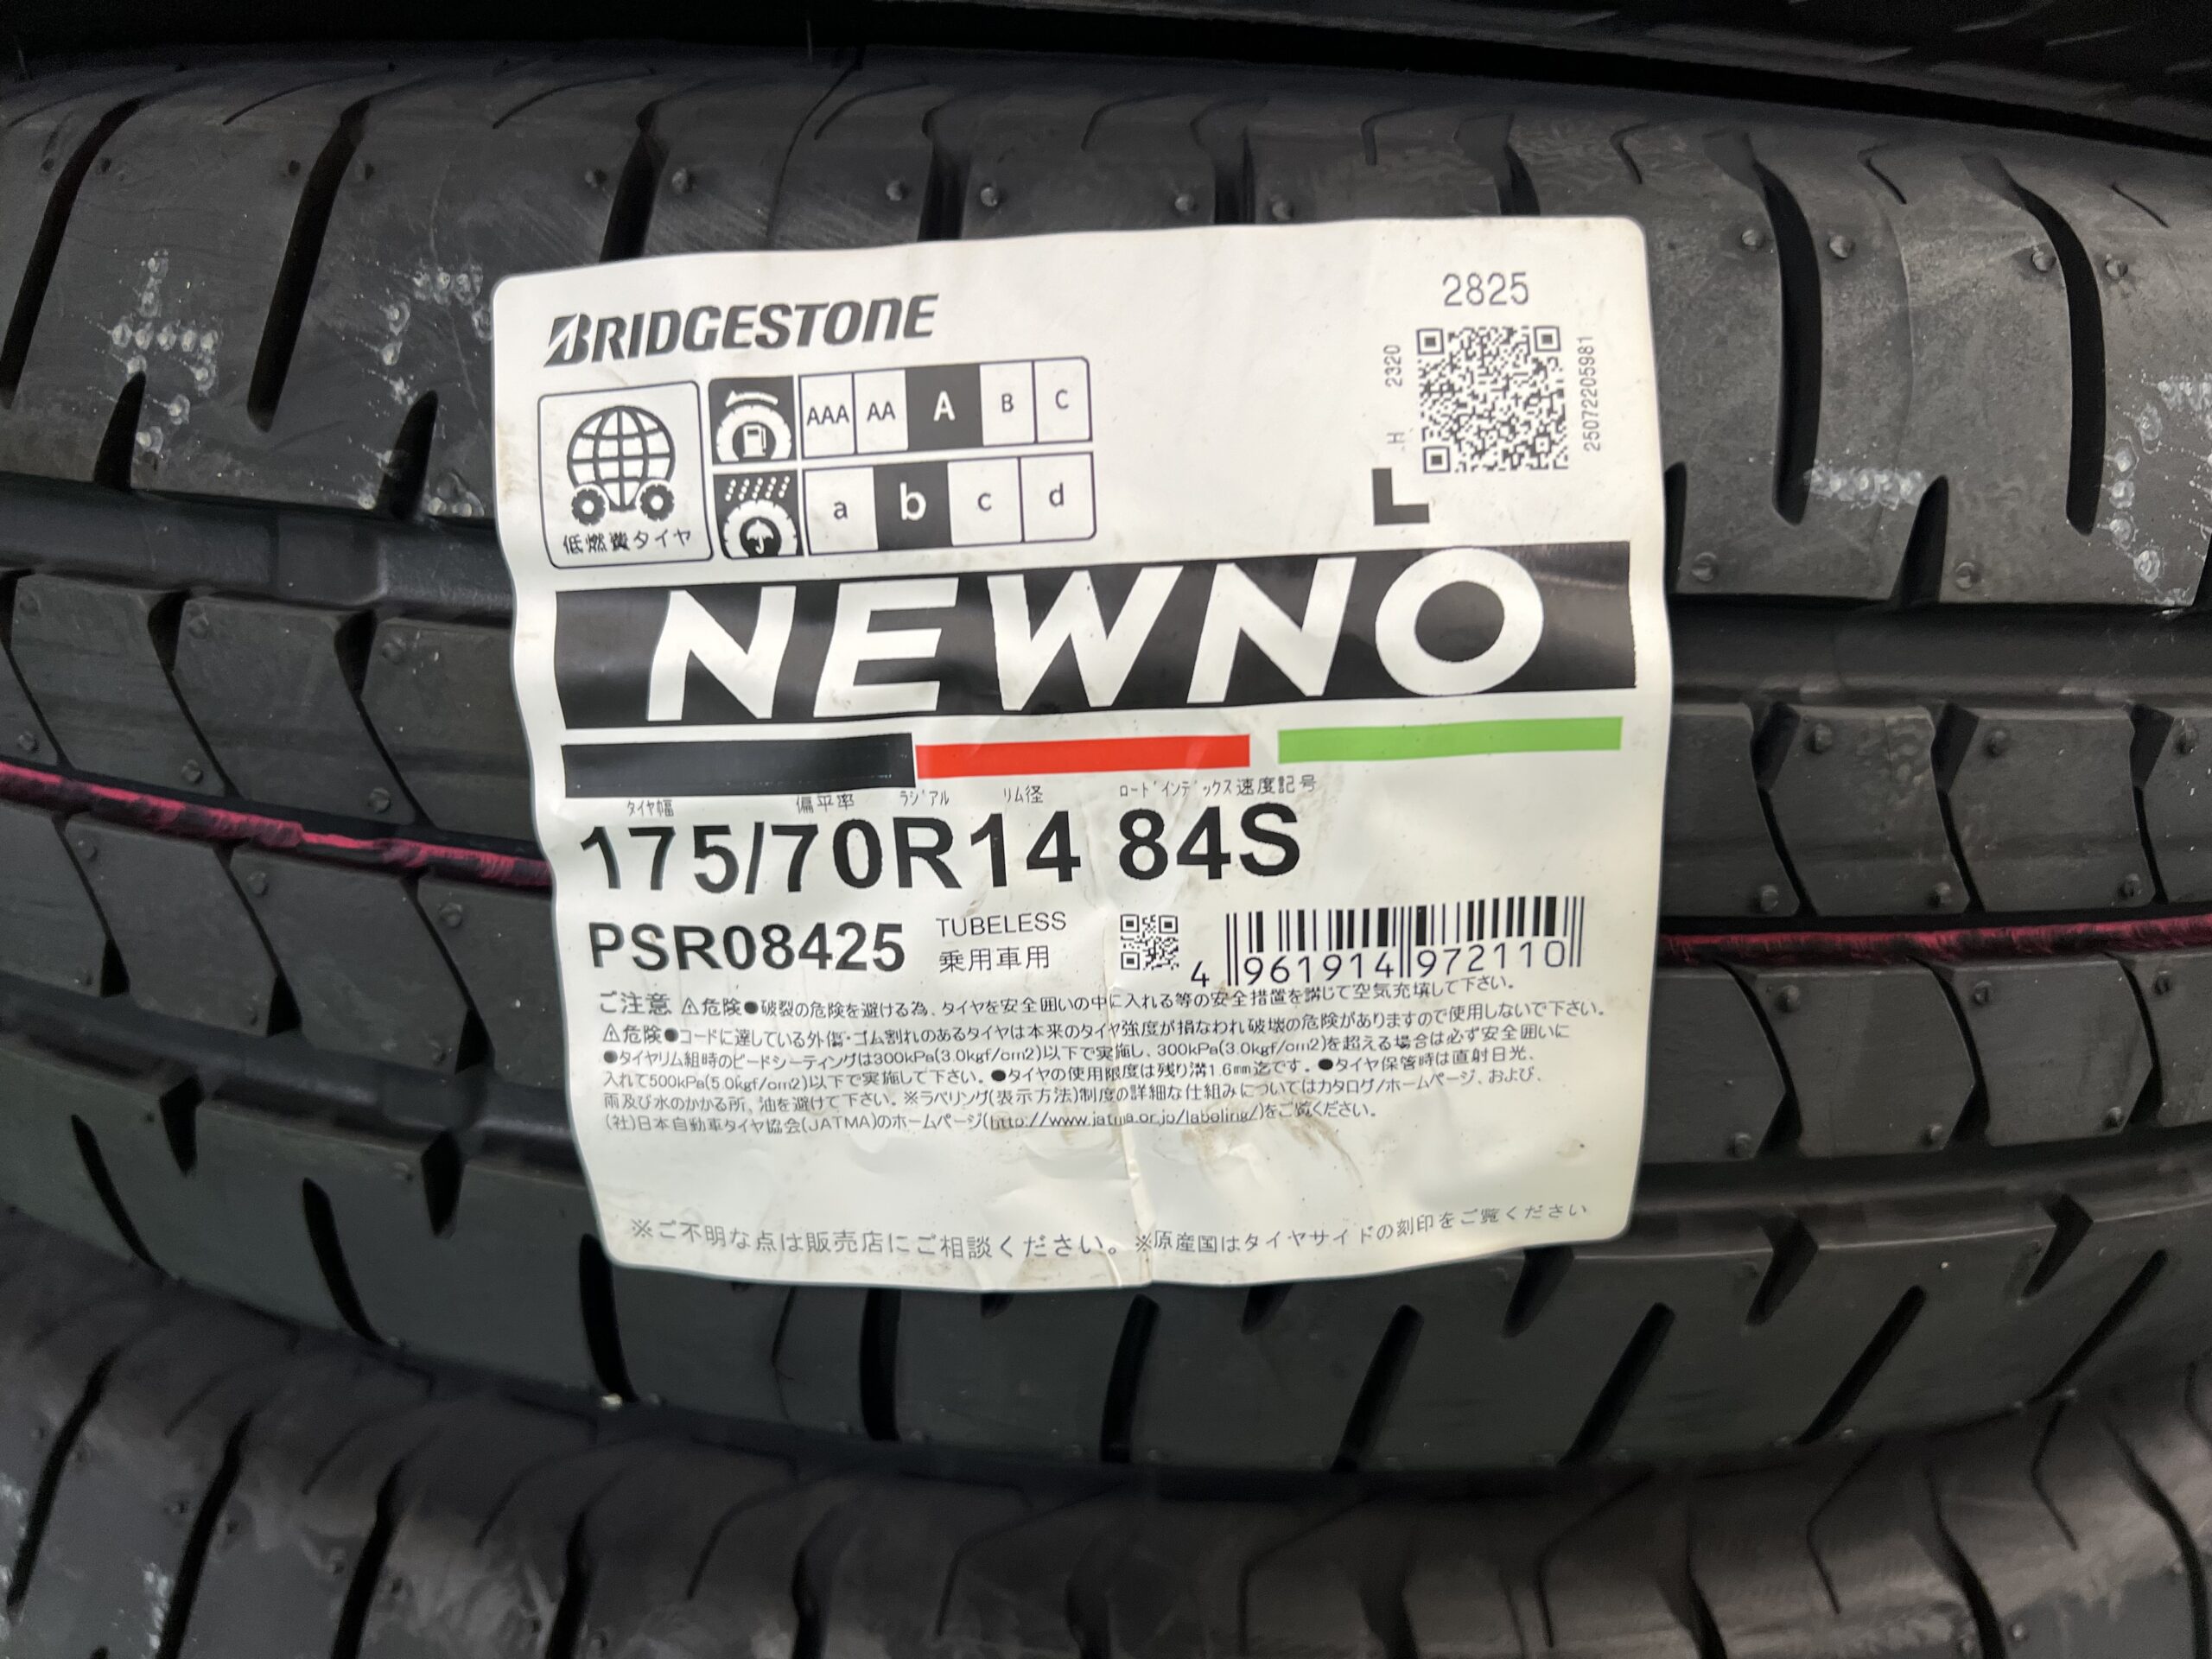 BRIDGESTONE
2825
2320
H
250722205981
L
AAA AA A B C
a b c d
低燃費タイヤ
NEWNO
タイヤ幅 偏平率 ラジアル リム径 ロードインデックス 速度記号
175/70R14 84S
PSR08425 TUBELESS
乗用車用
4 961914 972110
ご注意 ⚠危険●破裂の危険を避ける為、タイヤを安全囲いの中に入れる等の安全措置を講じて空気充填して下さい。
⚠危険●コードに達している外傷・ゴム割れのあるタイヤは本来のタイヤ強度が損なわれ破壊の危険がありますので使用しないで下さい。
●タイヤリム組時のビードシーティングは300kPa(3.0kgf/cm2)以下で実施し、300kPa(3.0kgf/cm2)を超える場合は必ず安全囲いに
入れて500kPa(5.0kgf/cm2)以下で実施して下さい。●タイヤの使用限度は残り溝1.6mm迄です。●タイヤ保管時は直射日光、
雨及び水のかかる所、油を避けて下さい。※ラベリング(表示方法)制度の詳細な仕組みについてはカタログ/ホームページ、および、
(社)日本自動車タイヤ協会(JATMA)のホームページ(http://www.jatma.or.jp/labeling/)をご覧ください。
※ご不明な点は販売店にご相談ください。※原産国はタイヤサイドの刻印をご覧ください